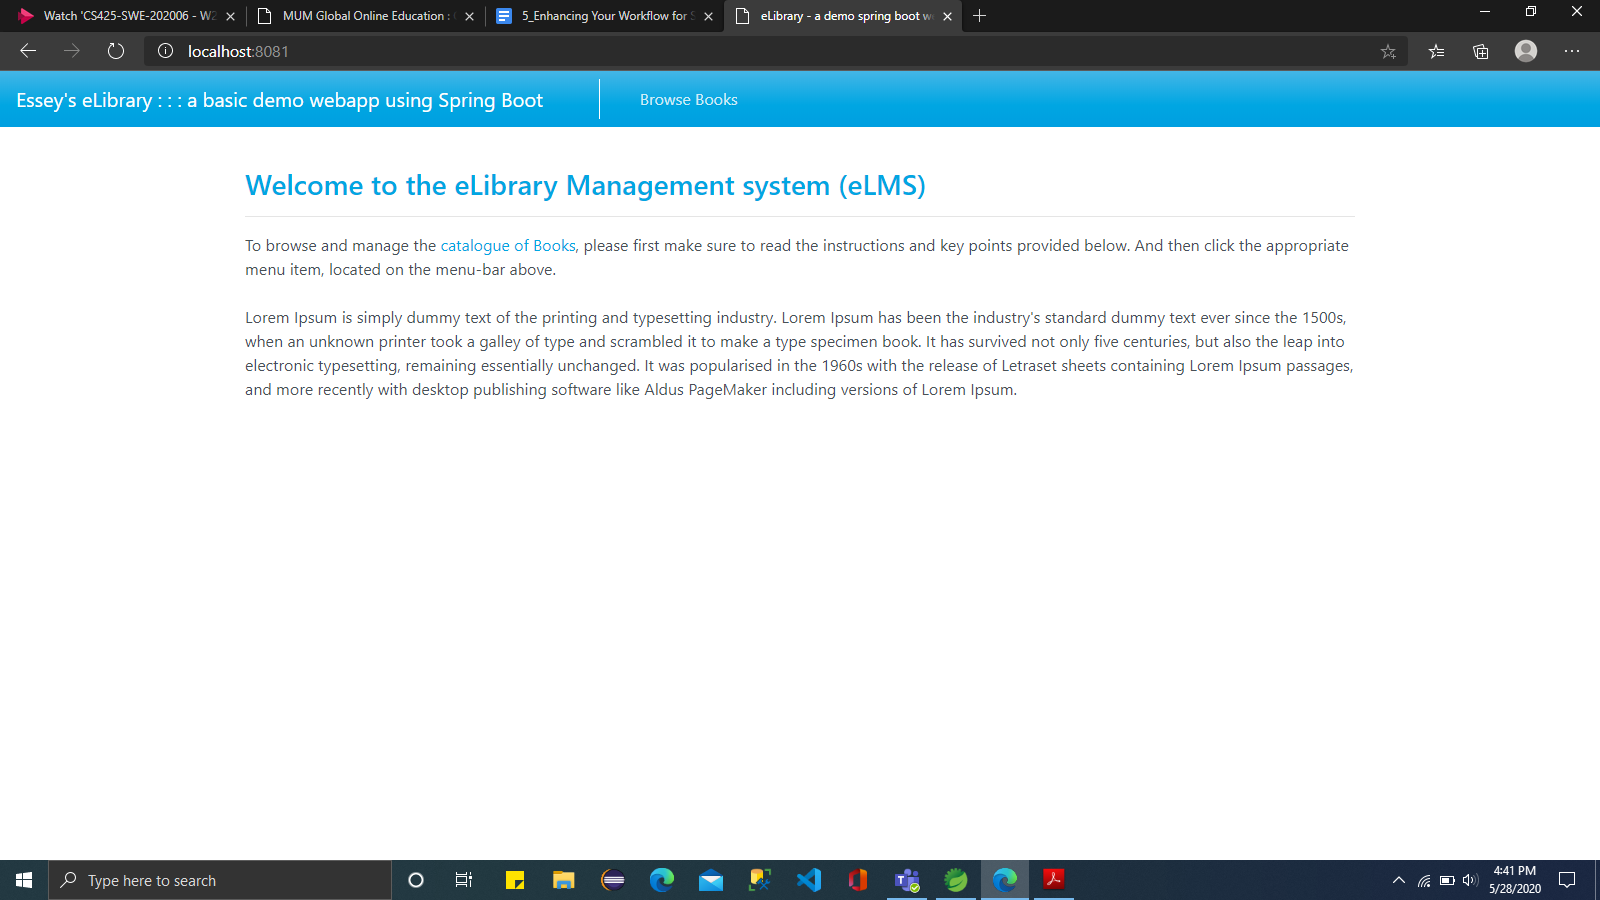 Watch 'CS425-SWE-202006 - W2
MUM Global Online Education :
5_Enhancing Your Workflow for S
eLibrary - a demo spring boot we
localhost:8081
Essey's eLibrary : : : a basic demo webapp using Spring Boot
Browse Books
Welcome to the eLibrary Management system (eLMS)
To browse and manage the catalogue of Books, please first make sure to read the instructions and key points provided below. And then click the appropriate
menu item, located on the menu-bar above.
Lorem Ipsum is simply dummy text of the printing and typesetting industry. Lorem Ipsum has been the industry's standard dummy text ever since the 1500s,
when an unknown printer took a galley of type and scrambled it to make a type specimen book. It has survived not only five centuries, but also the leap into
electronic typesetting, remaining essentially unchanged. It was popularised in the 1960s with the release of Letraset sheets containing Lorem Ipsum passages,
and more recently with desktop publishing software like Aldus PageMaker including versions of Lorem Ipsum.
Type here to search
4:41 PM
5/28/2020